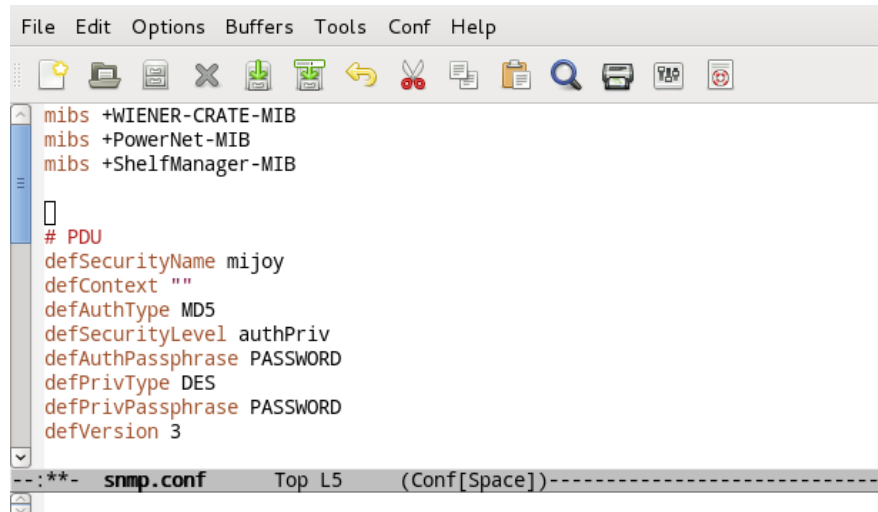 File Edit Options Buffers Tools Conf Help
mibs +WIENER-CRATE-MIB
mibs +PowerNet-MIB
mibs +ShelfManager-MIB
# PDU
defSecurityName mijoy
defContext ""
defAuthType MD5
defSecurityLevel authPriv
defAuthPassphrase PASSWORD
defPrivType DES
defPrivPassphrase PASSWORD
defVersion 3
--:**- snmp.conf Top L5 (Conf[Space])----------------------------